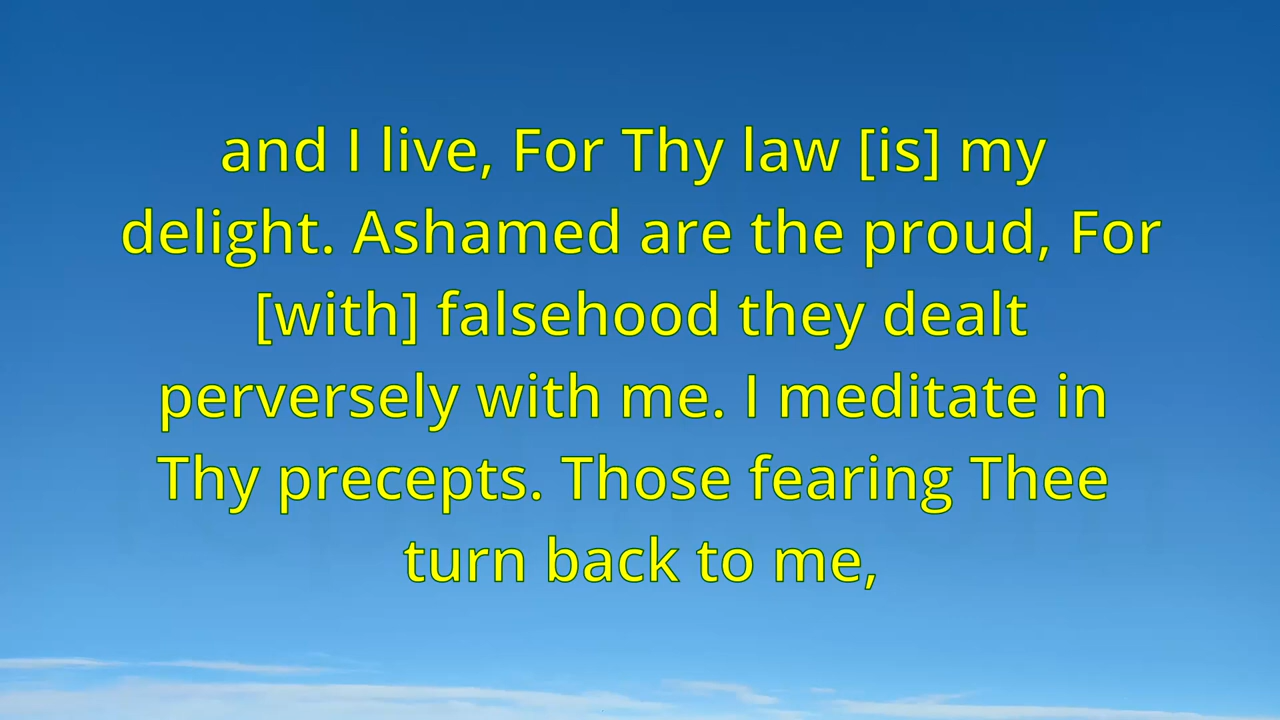 and I live, For Thy law [is] my
delight. Ashamed are the proud, For
[with] falsehood they dealt
perversely with me. I meditate in
Thy precepts. Those fearing Thee
turn back to me,